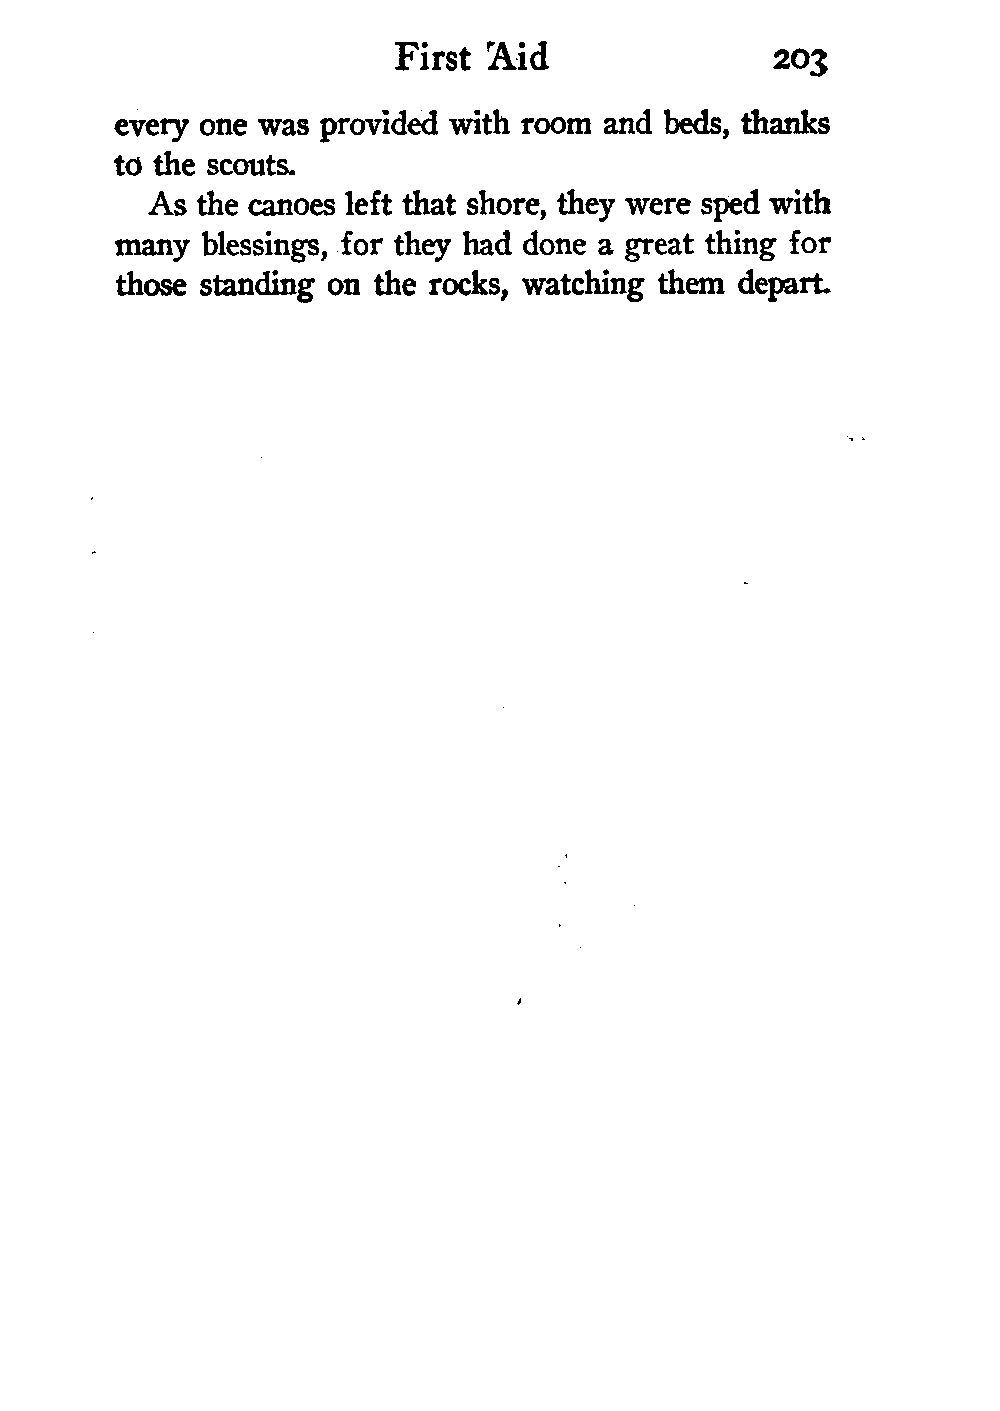 First Aid 203
every one was provided with room and beds, thanks
to the scouts.
As the canoes left that shore, they were sped with
many blessings, for they had done a great thing for
those standing on the rocks, watching them depart.